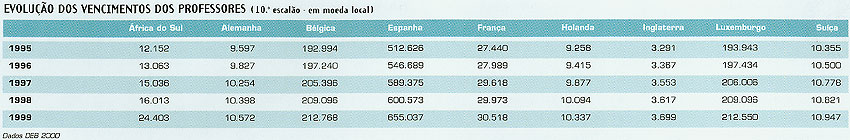 EVOLUÇÃO DOS VENCIMENTOS DOS PROFESSORES (10.º escalão - em moeda local)
África do Sul Alemanha Bélgica Espanha França Holanda Inglaterra Luxemburgo Suíça
1995 12.152 9.597 192.994 512.626 27.440 9.258 3.291 193.943 10.355
1996 13.063 9.827 197.240 546.689 27.989 9.415 3.367 197.434 10.500
1997 15.036 10.254 205.396 589.375 29.618 9.877 3.553 206.006 10.778
1998 16.013 10.398 209.096 600.573 29.973 10.094 3.617 209.096 10.821
1999 24.403 10.572 212.768 655.037 30.518 10.337 3.699 212.550 10.947
Dados DEB 2000